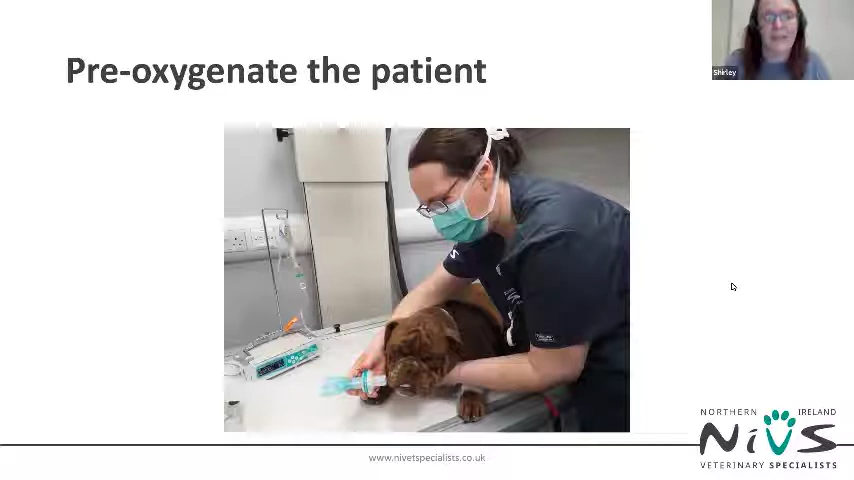 Shirley
Pre-oxygenate the patient
NORTHERN IRELAND
NiVS
VETERINARY SPECIALISTS
www.nivetspecialists.co.uk